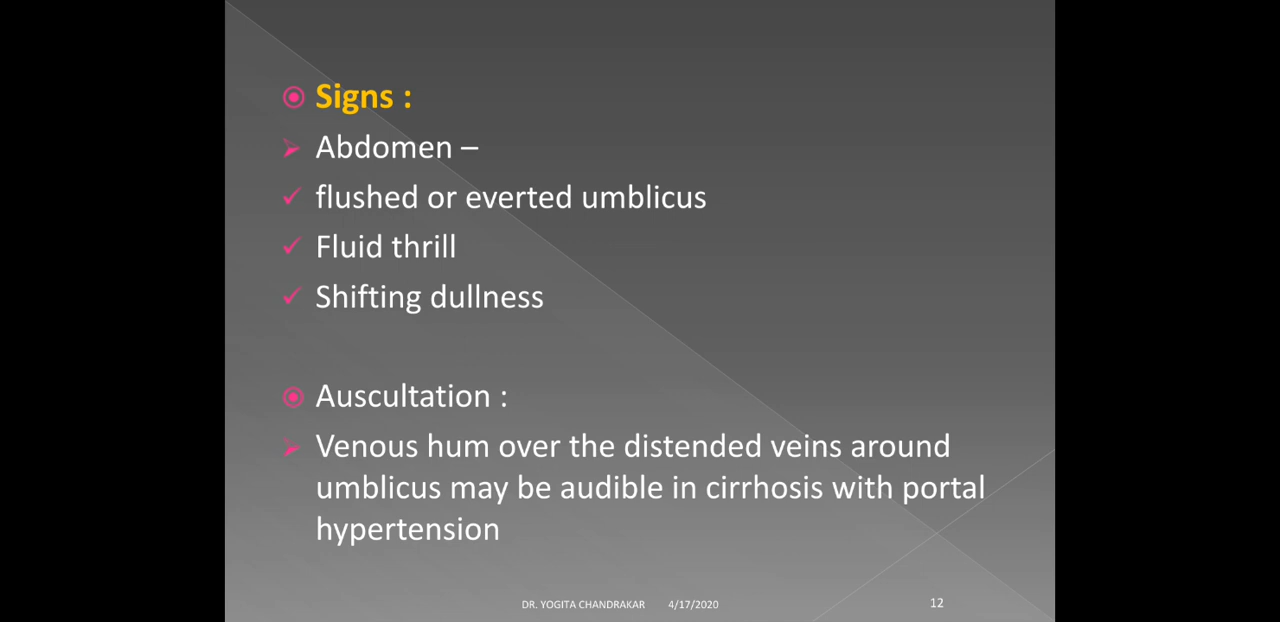 Signs :
Abdomen –
flushed or everted umblicus
Fluid thrill
Shifting dullness
Auscultation :
Venous hum over the distended veins around
umblicus may be audible in cirrhosis with portal
hypertension
DR. YOGITA CHANDRAKAR 4/17/2020 12